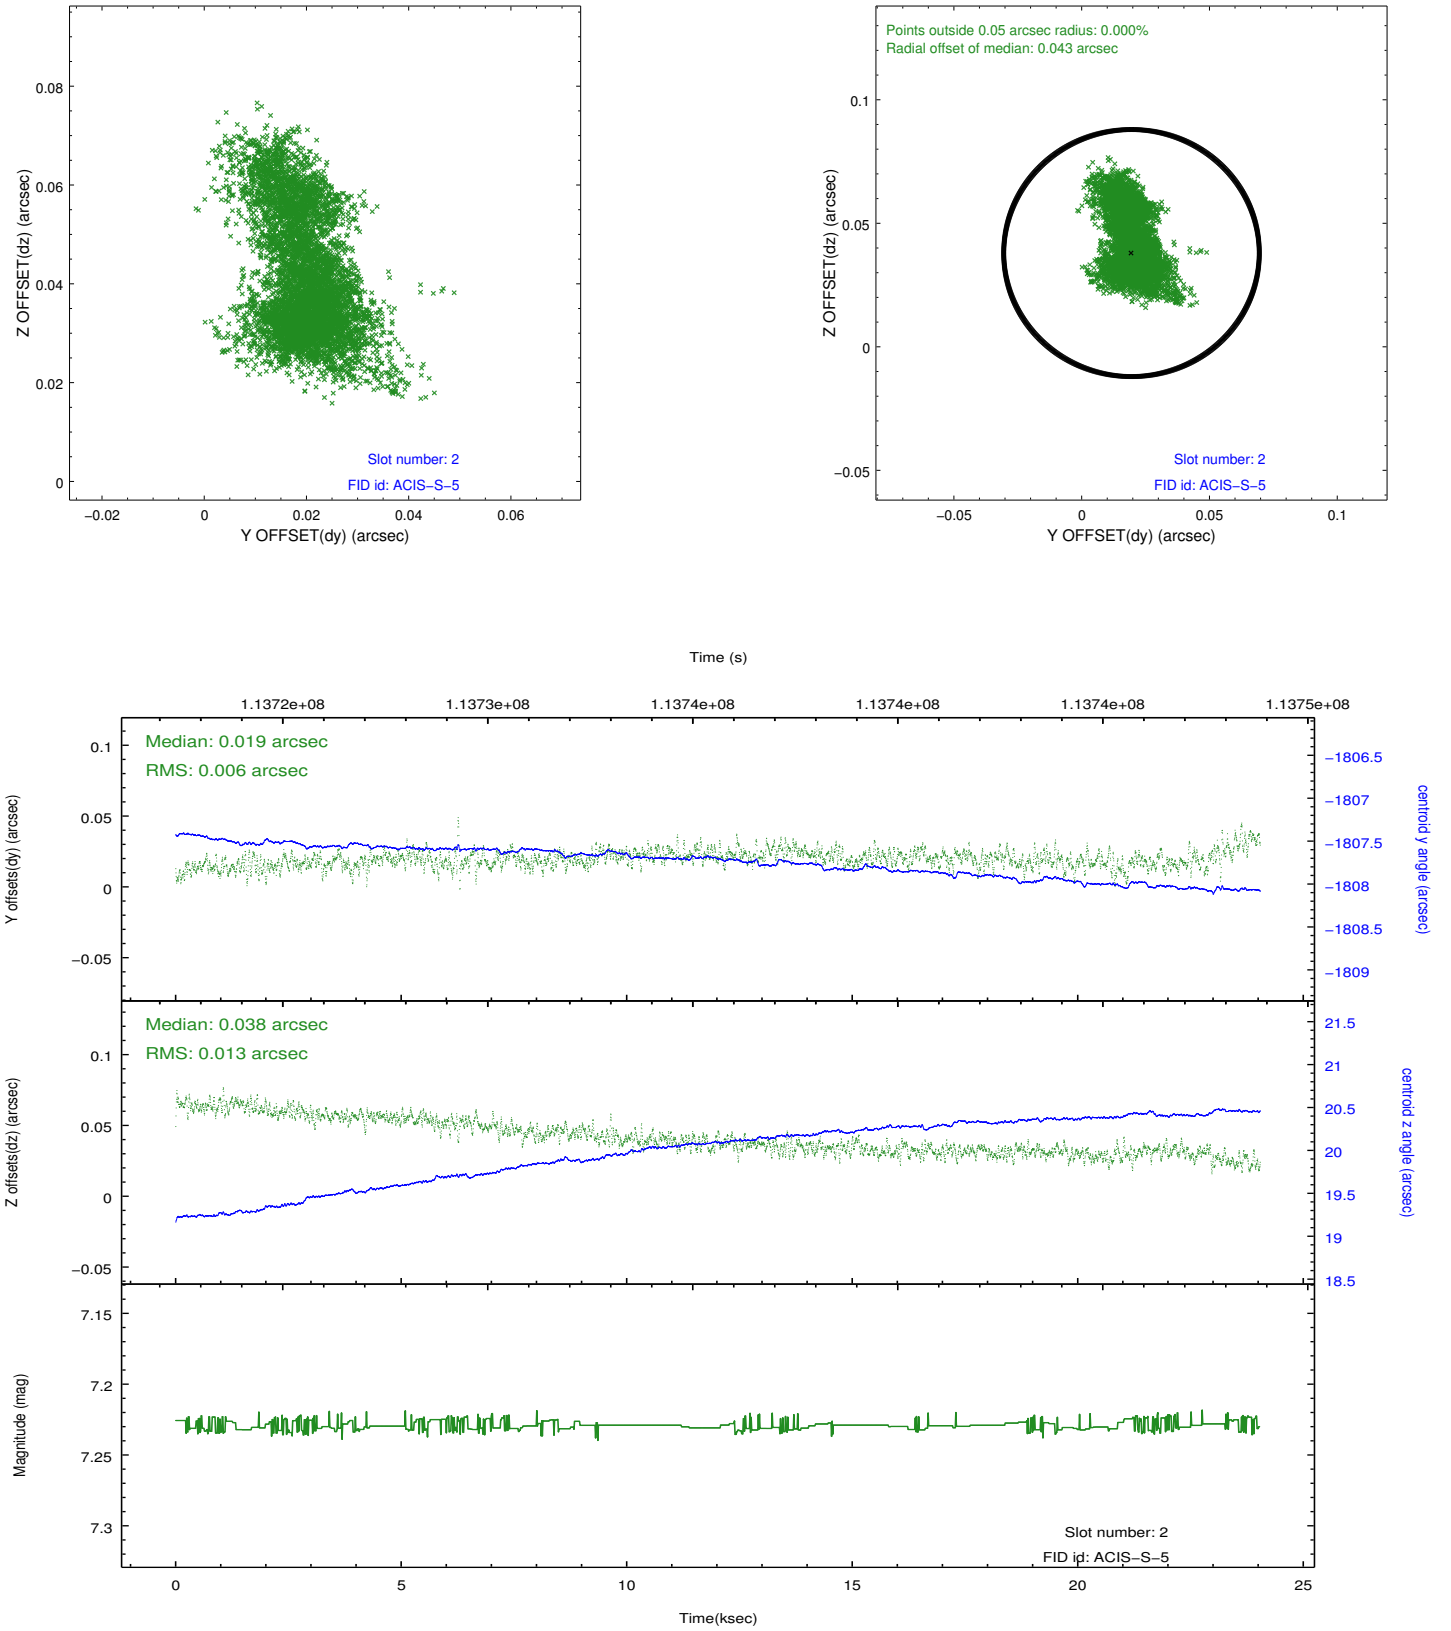 0.08
0.06
0.04
0.02
0
−0.02
0
0.02
0.04
0.06
Z OFFSET(dz) (arcsec)
Y OFFSET(dy) (arcsec)
Slot number: 2
FID id: ACIS−S−5
Points outside 0.05 arcsec radius: 0.000%
Radial offset of median: 0.043 arcsec
0.1
0.05
0
−0.05
−0.05
0
0.05
0.1
Z OFFSET(dz) (arcsec)
Y OFFSET(dy) (arcsec)
Slot number: 2
FID id: ACIS−S−5
Time (s)
1.1372e+08
1.1373e+08
1.1374e+08
1.1374e+08
1.1374e+08
1.1375e+08
Median: 0.019 arcsec
RMS: 0.006 arcsec
0.1
0.05
0
−0.05
Y offsets(dy) (arcsec)
−1806.5
−1807
−1807.5
−1808
−1808.5
−1809
centroid y angle (arcsec)
Median: 0.038 arcsec
RMS: 0.013 arcsec
0.1
0.05
0
−0.05
Z offsets(dz) (arcsec)
21.5
21
20.5
20
19.5
19
18.5
centroid z angle (arcsec)
7.15
7.2
7.25
7.3
Magnitude (mag)
Slot number: 2
FID id: ACIS−S−5
0
5
10
15
20
25
Time(ksec)